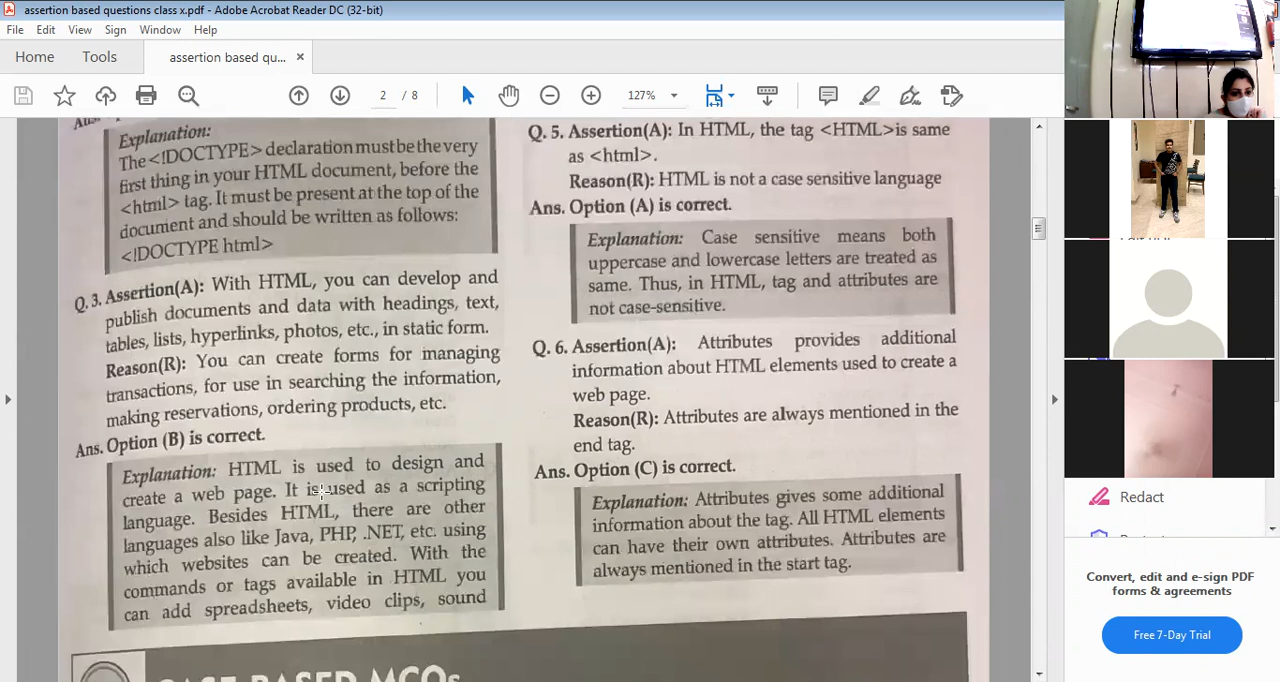 assertion based questions class x.pdf - Adobe Acrobat Reader DC (32-bit)
File Edit View Sign Window Help
Home Tools assertion based qu... ×
2 / 8 127%
Explanation:
The <!DOCTYPE> declaration must be the very
first thing in your HTML document, before the
<html> tag. It must be present at the top of the
document and should be written as follows:
<!DOCTYPE html>
Q. 3. Assertion(A): With HTML, you can develop and
publish documents and data with headings, text,
tables, lists, hyperlinks, photos, etc., in static form.
Reason(R): You can create forms for managing
transactions, for use in searching the information,
making reservations, ordering products, etc.
Ans. Option (B) is correct.
Explanation: HTML is used to design and
create a web page. It is used as a scripting
language. Besides HTML, there are other
languages also like Java, PHP, .NET, etc. using
which websites can be created. With the
commands or tags available in HTML you
can add spreadsheets, video clips, sound
Q. 5. Assertion(A): In HTML, the tag <HTML>is same
as <html>.
Reason(R): HTML is not a case sensitive language
Ans. Option (A) is correct.
Explanation: Case sensitive means both
uppercase and lowercase letters are treated as
same. Thus, in HTML, tag and attributes are
not case-sensitive.
Q. 6. Assertion(A): Attributes provides additional
information about HTML elements used to create a
web page.
Reason(R): Attributes are always mentioned in the
end tag.
Ans. Option (C) is correct.
Explanation: Attributes gives some additional
information about the tag. All HTML elements
can have their own attributes. Attributes are
always mentioned in the start tag.
CASE BASED MCQs
Redact
Convert, edit and e-sign PDF
forms & agreements
Free 7-Day Trial